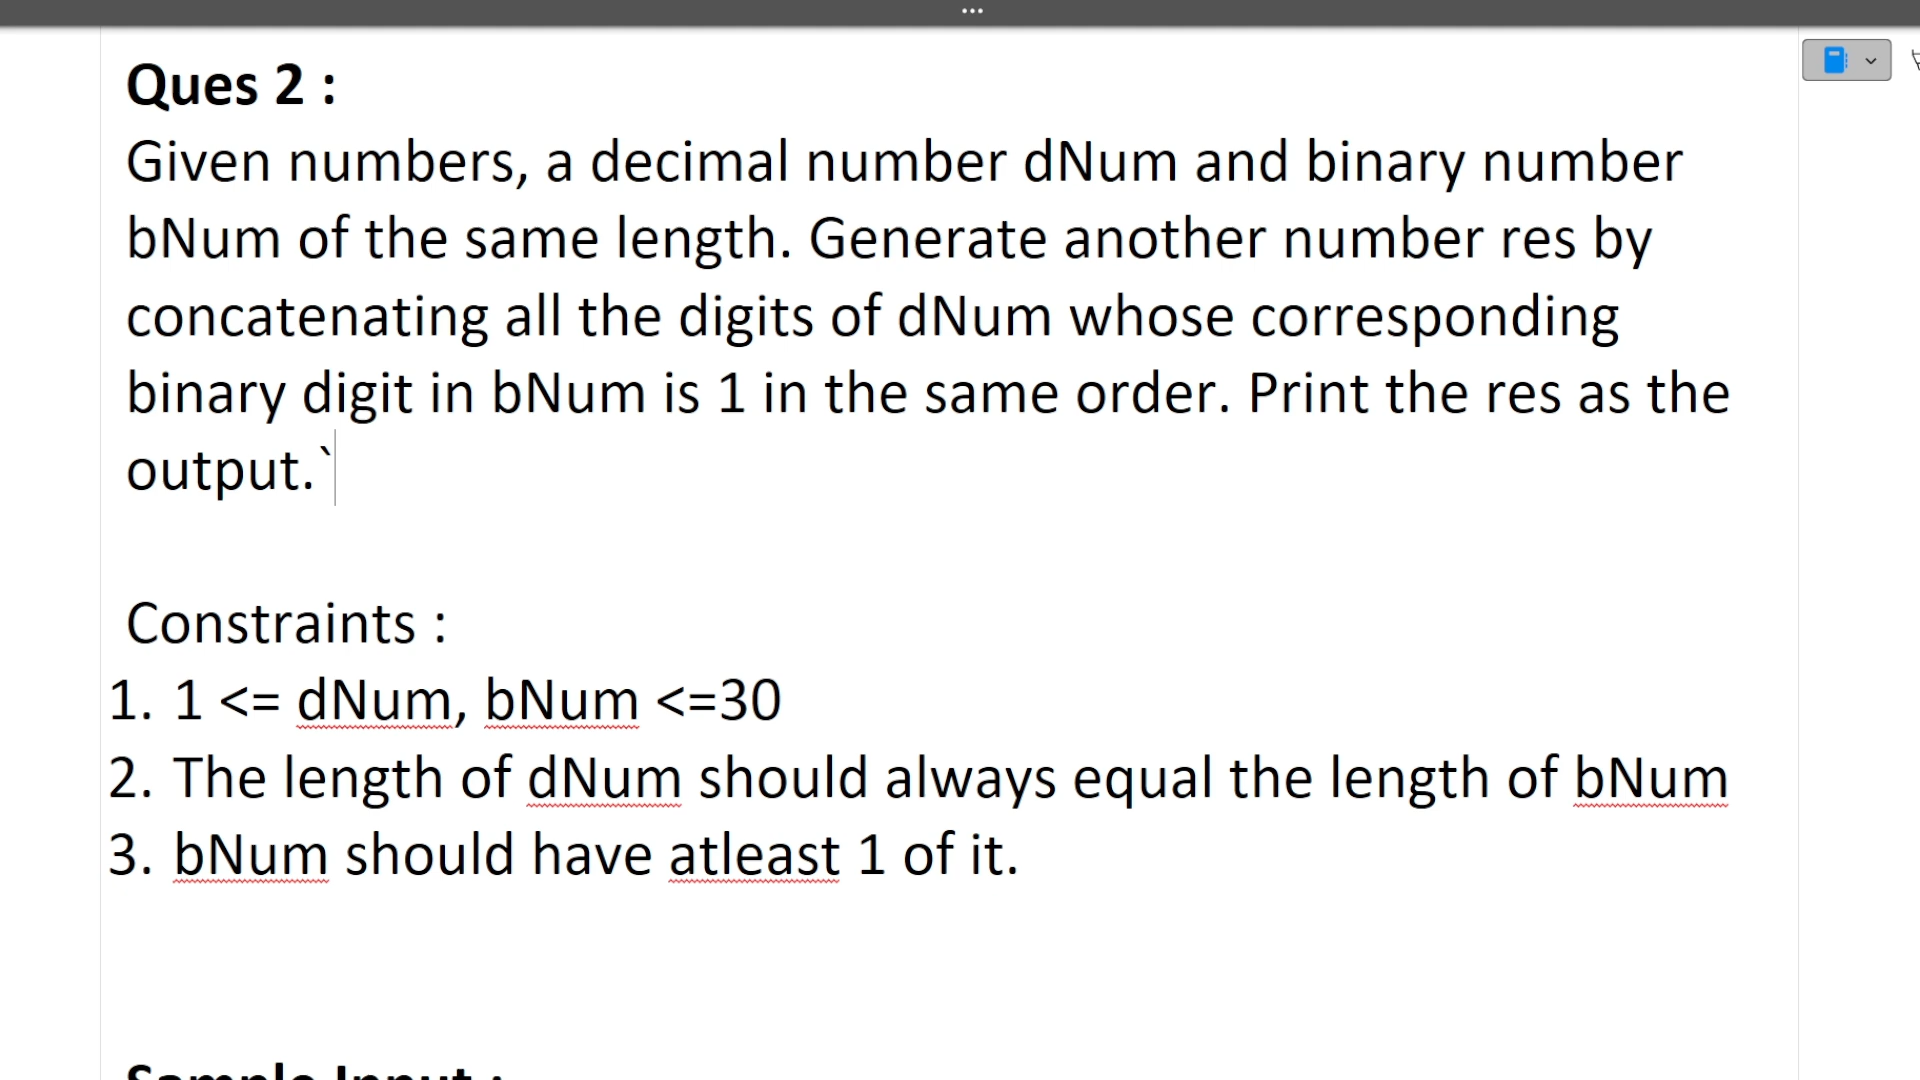 Ques 2 :
Given numbers, a decimal number dNum and binary number
bNum of the same length. Generate another number res by
concatenating all the digits of dNum whose corresponding
binary digit in bNum is 1 in the same order. Print the res as the
output.`
Constraints :
1. 1 <= dNum, bNum <=30
2. The length of dNum should always equal the length of bNum
3. bNum should have atleast 1 of it.
Sample Input :